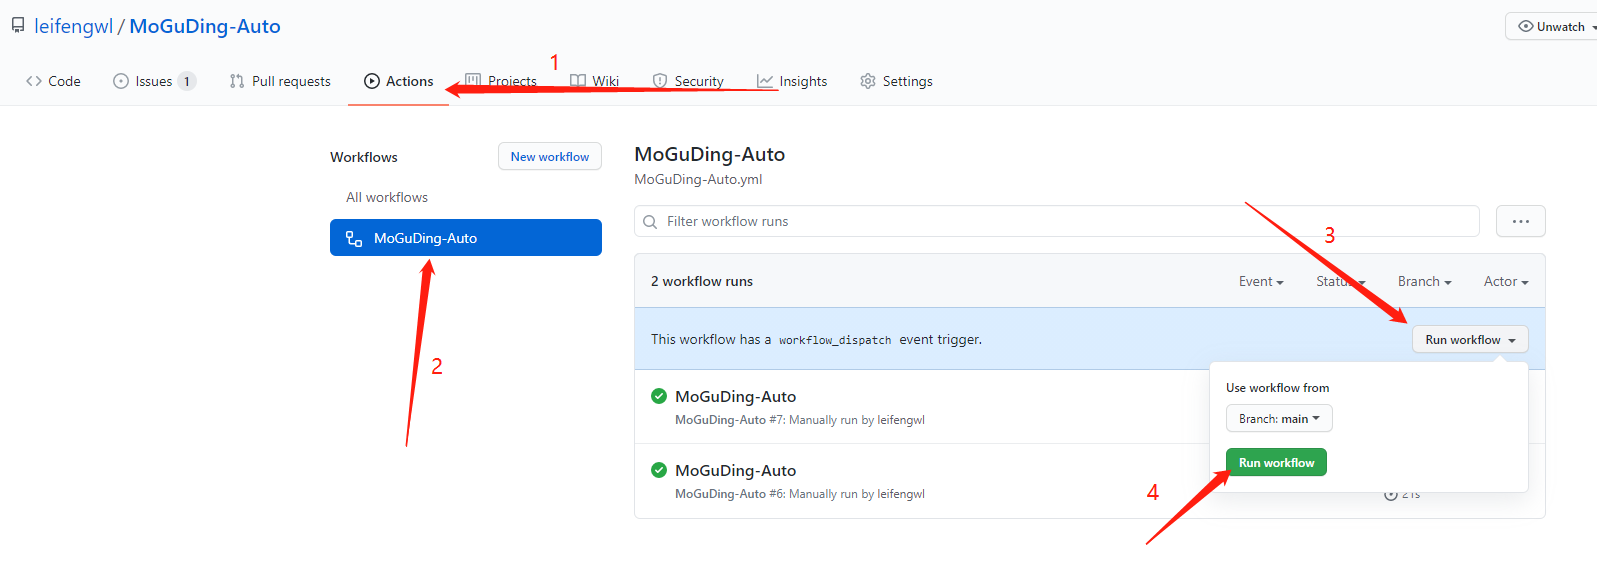 leifengwl / MoGuDing-Auto
Unwatch
1
Code
Issues 1
Pull requests
Actions
Projects
Wiki
Security
Insights
Settings
Workflows
New workflow
All workflows
MoGuDing-Auto
2
MoGuDing-Auto
MoGuDing-Auto.yml
Filter workflow runs
...
3
2 workflow runs
Event
Status
Branch
Actor
This workflow has a workflow_dispatch event trigger.
Run workflow
Use workflow from
Branch: main
Run workflow
4
MoGuDing-Auto
MoGuDing-Auto #7: Manually run by leifengwl
MoGuDing-Auto
MoGuDing-Auto #6: Manually run by leifengwl
21s